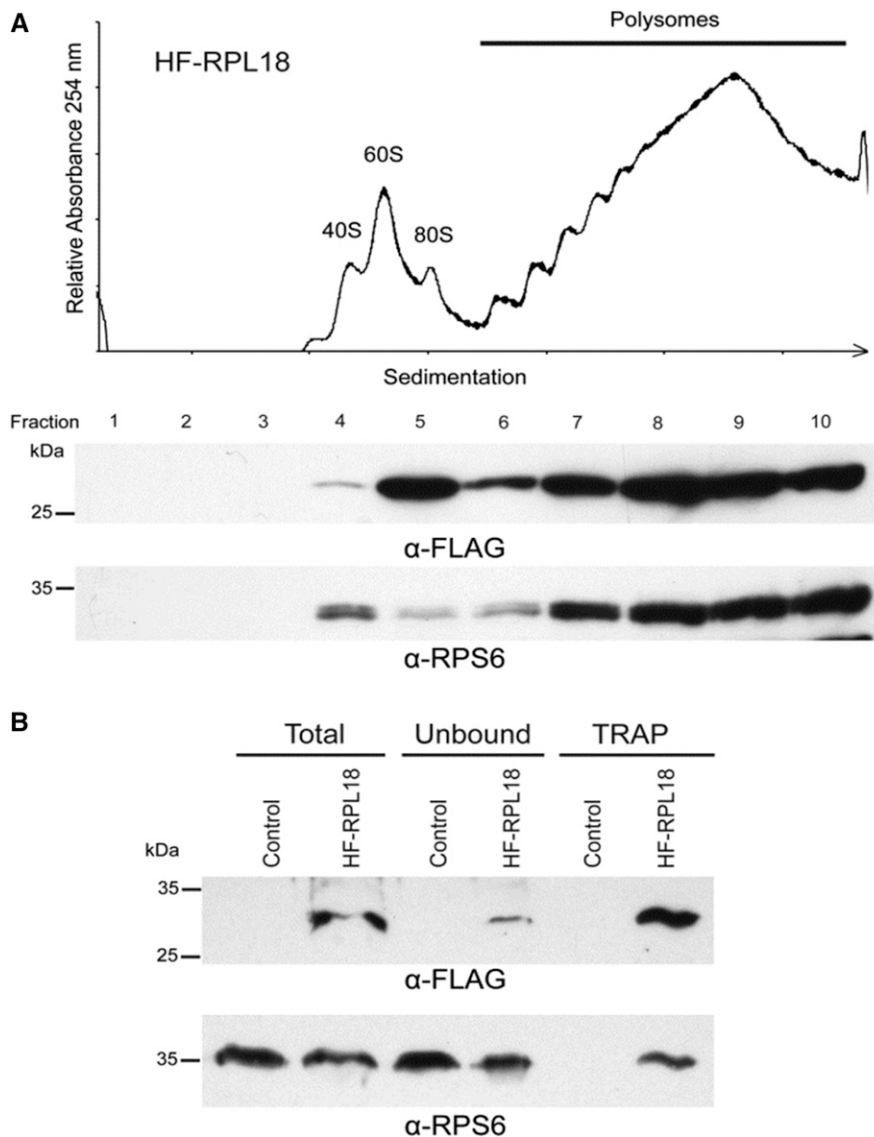 A
Polysomes
HF-RPL18
Relative Absorbance 254 nm
60S
40S
80S
Sedimentation
Fraction 1 2 3 4 5 6 7 8 9 10
kDa
25
α-FLAG
35
α-RPS6
B
Total Unbound TRAP
Control HF-RPL18 Control HF-RPL18 Control HF-RPL18
kDa
35
25
α-FLAG
35
α-RPS6